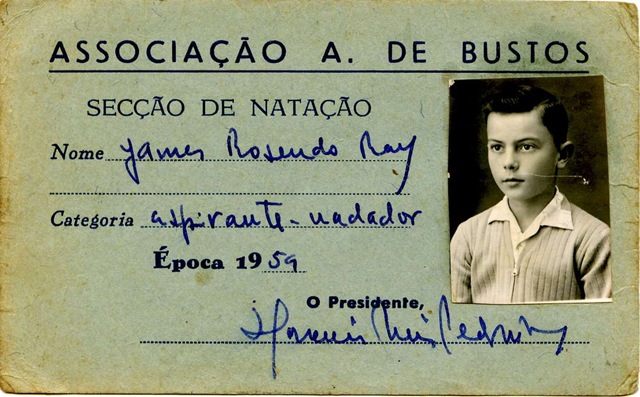 ASSOCIAÇÃO A. DE BUSTOS
SECÇÃO DE NATAÇÃO
Nome James Rosendo Ray
Categoria aspirante-nadador
Época 1959
O Presidente,